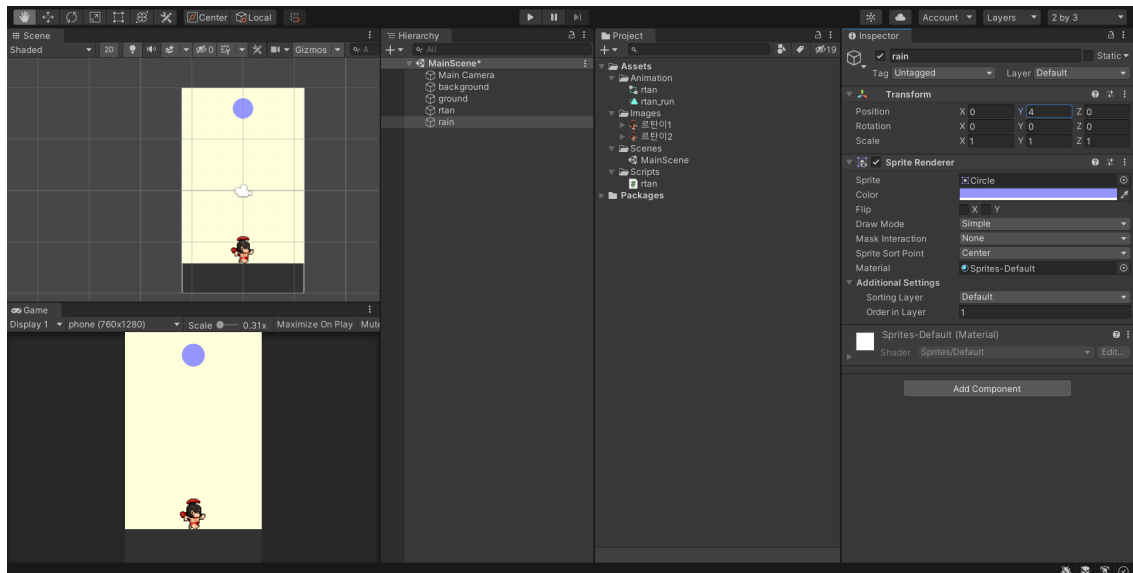 Center Local
Account Layers 2 by 3
Scene
Shaded 2D 0 Gizmos A
Hierarchy
All
MainScene*
Main Camera
background
ground
rtan
rain
Game
Display 1 phone (760x1280) Scale 0.31x Maximize On Play Mute
Project
19
Assets
Animation
rtan
rtan_run
Images
르탄이1
르탄이2
Scenes
MainScene
Scripts
rtan
Packages
Inspector
rain Static
Tag Untagged Layer Default
Transform
Position X 0 Y 4 Z 0
Rotation X 0 Y 0 Z 0
Scale X 1 Y 1 Z 1
Sprite Renderer
Sprite Circle
Color
Flip X Y
Draw Mode Simple
Mask Interaction None
Sprite Sort Point Center
Material Sprites-Default
Additional Settings
Sorting Layer Default
Order in Layer 1
Sprites-Default (Material)
Shader Sprites/Default Edit...
Add Component